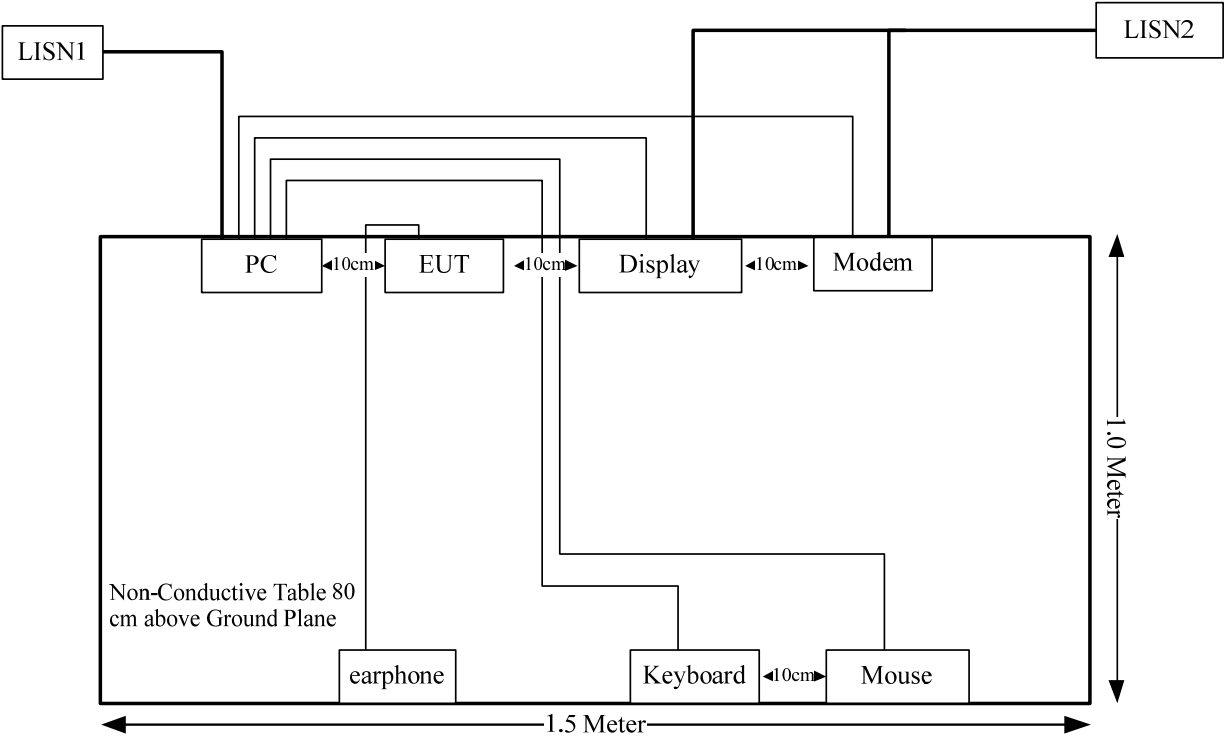 LISN1
LISN2
PC
10cm
EUT
10cm
Display
10cm
Modem
1.0 Meter
Non-Conductive Table 80
cm above Ground Plane
earphone
Keyboard
10cm
Mouse
1.5 Meter